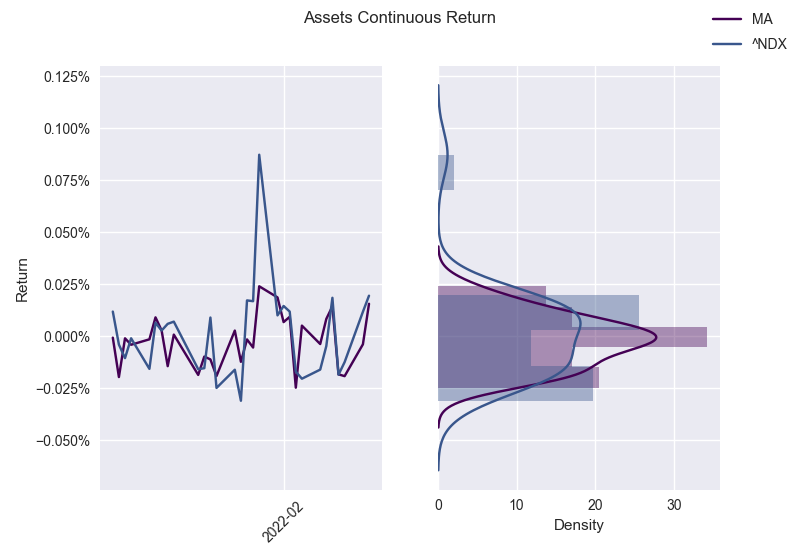 Assets Continuous Return
MA
^NDX
0.125%
0.100%
0.075%
0.050%
0.025%
0.000%
−0.025%
−0.050%
Return
2022-02
0
10
20
30
Density